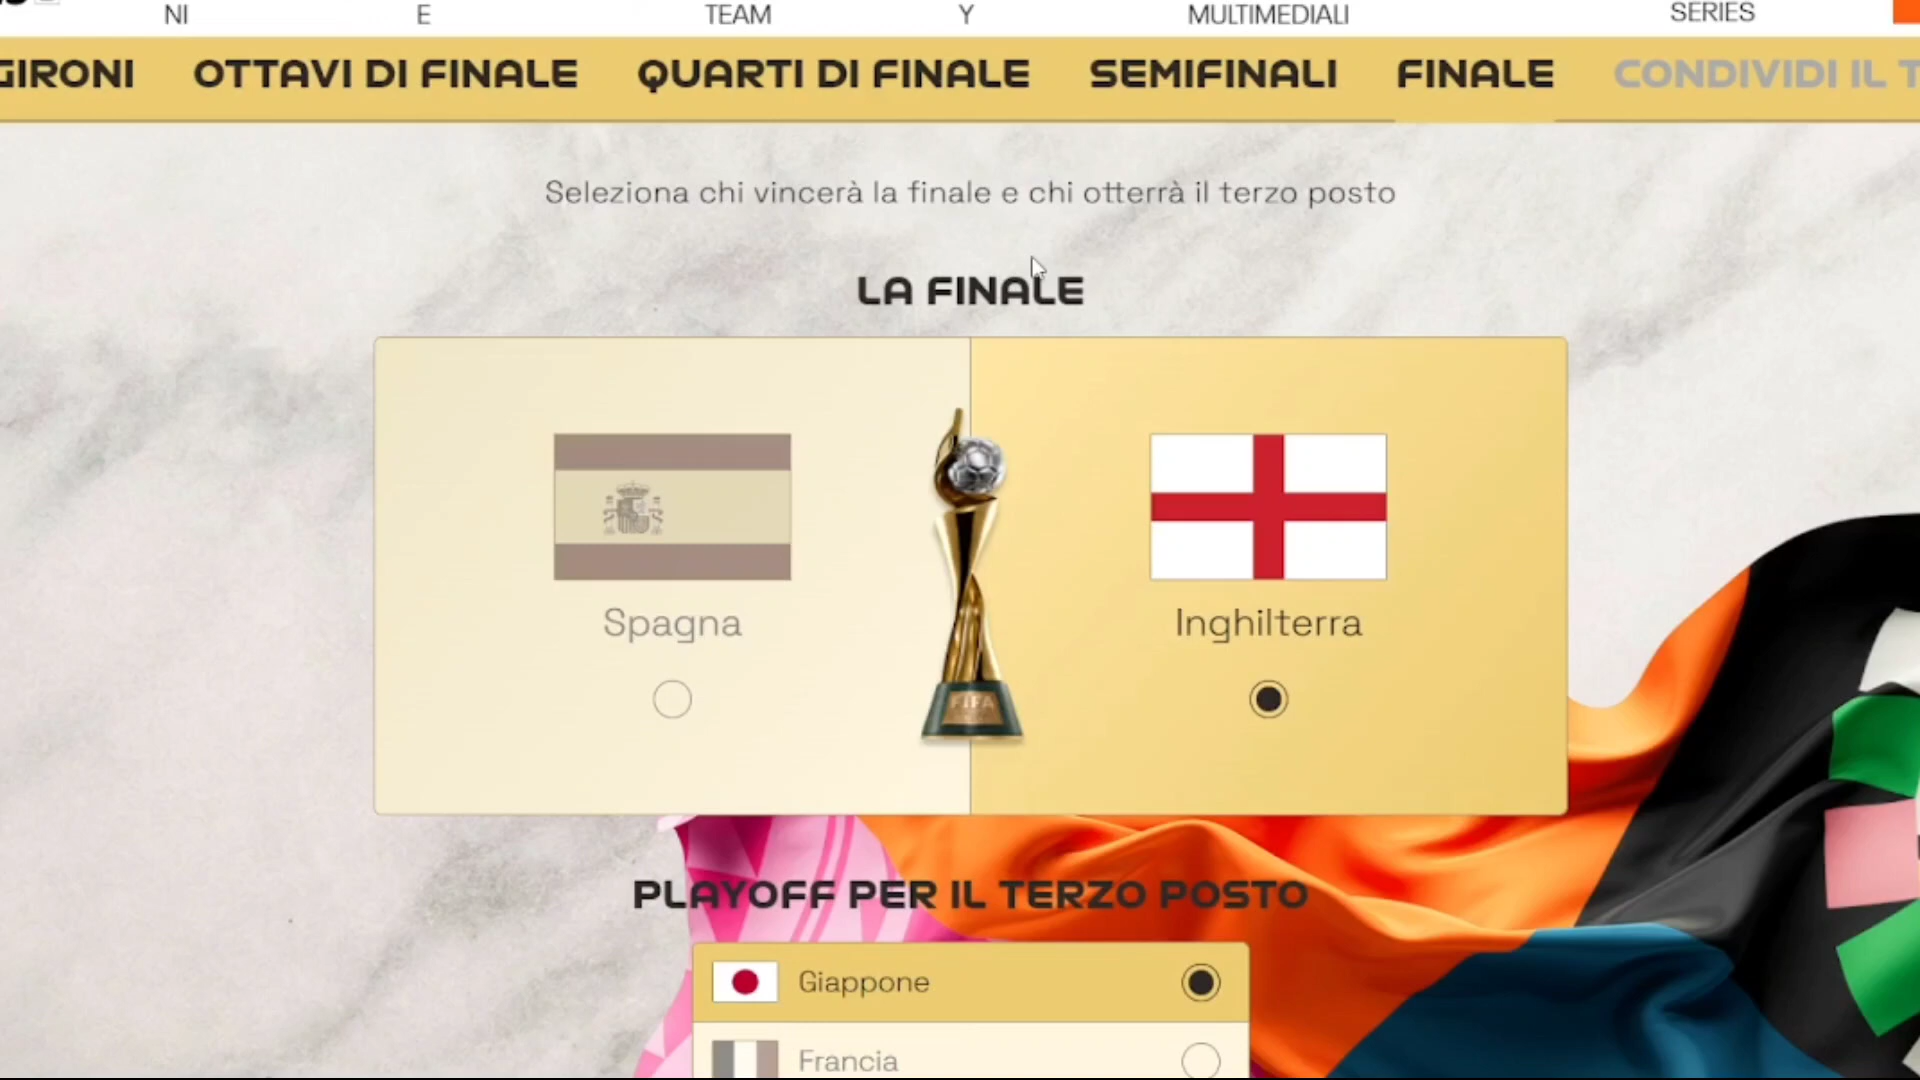 NI E TEAM Y MULTIMEDIALI SERIES
GIRONI OTTAVI DI FINALE QUARTI DI FINALE SEMIFINALI FINALE CONDIVIDI IL T
Seleziona chi vincerà la finale e chi otterrà il terzo posto
LA FINALE
Spagna Inghilterra
FIFA
PLAYOFF PER IL TERZO POSTO
Giappone
Francia